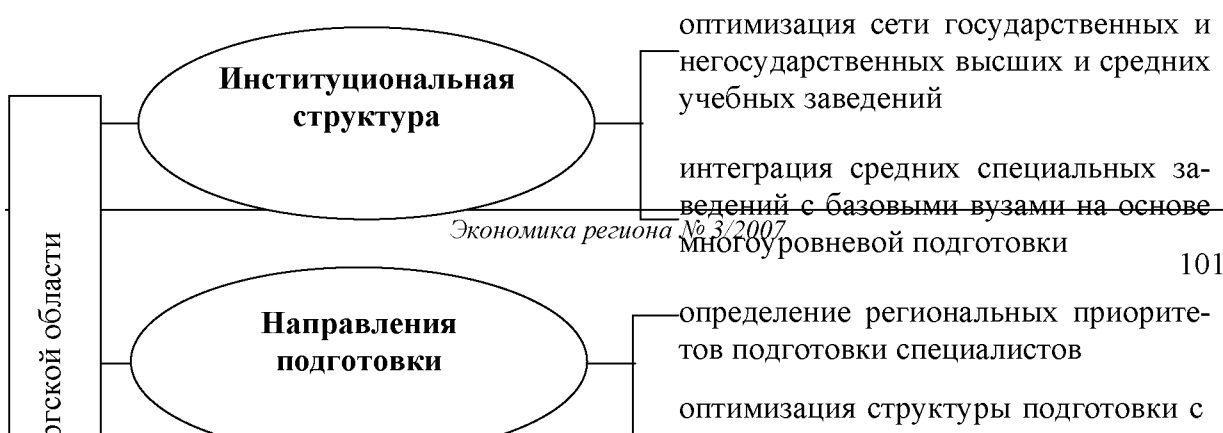 Институциональная
структура
оптимизация сети государственных и
негосударственных высших и средних
учебных заведений
интеграция средних специальных за-
ведений с базовыми вузами на основе
многоуровневой подготовки
Экономика региона № 3/2007
101
Направления
подготовки
определение региональных приорите-
тов подготовки специалистов
оптимизация структуры подготовки с
области